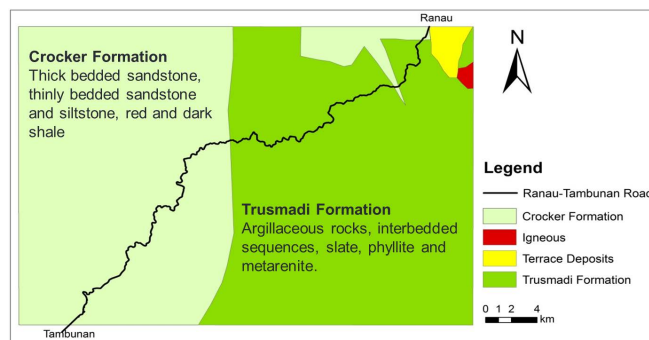 Ranau
Crocker Formation
Thick bedded sandstone,
thinly bedded sandstone
and siltstone, red and dark
shale
N
Trusmadi Formation
Argillaceous rocks, interbedded
sequences, slate, phyllite and
metarenite.
Tambunan
Legend
Ranau-Tambunan Road
Crocker Formation
Igneous
Terrace Deposits
Trusmadi Formation
0 1 2 4
km